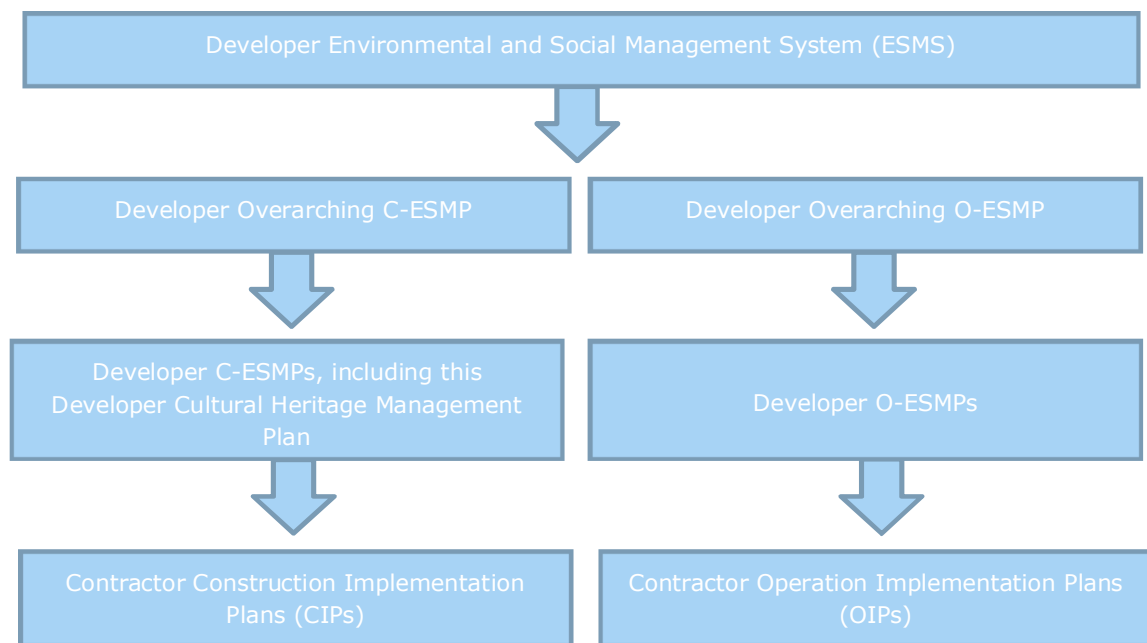 Developer Environmental and Social Management System (ESMS)
Developer Overarching C-ESMP
Developer Overarching O-ESMP
Developer C-ESMPs, including this
Developer Cultural Heritage Management
Plan
Developer O-ESMPs
Contractor Construction Implementation
Plans (CIPs)
Contractor Operation Implementation Plans
(OIPs)